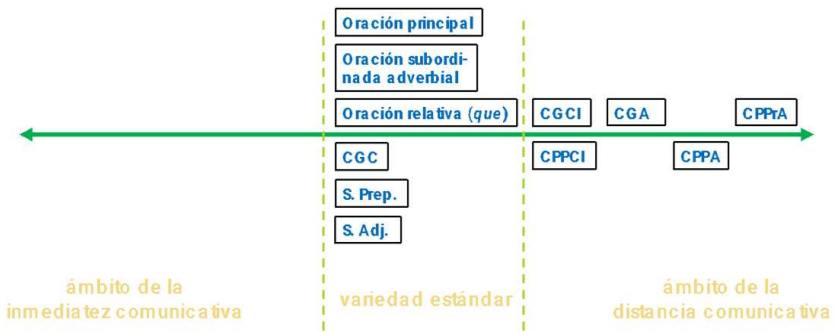 Oración principal
Oración subordi-
nada adverbial
Oración relativa (que)
CGCI
CGA
CPPrA
CGC
CPPCI
CPPA
S. Prep.
S. Adj.
ámbito de la
inmediatez comunicativa
variedad estándar
ámbito de la
distancia comunicativa